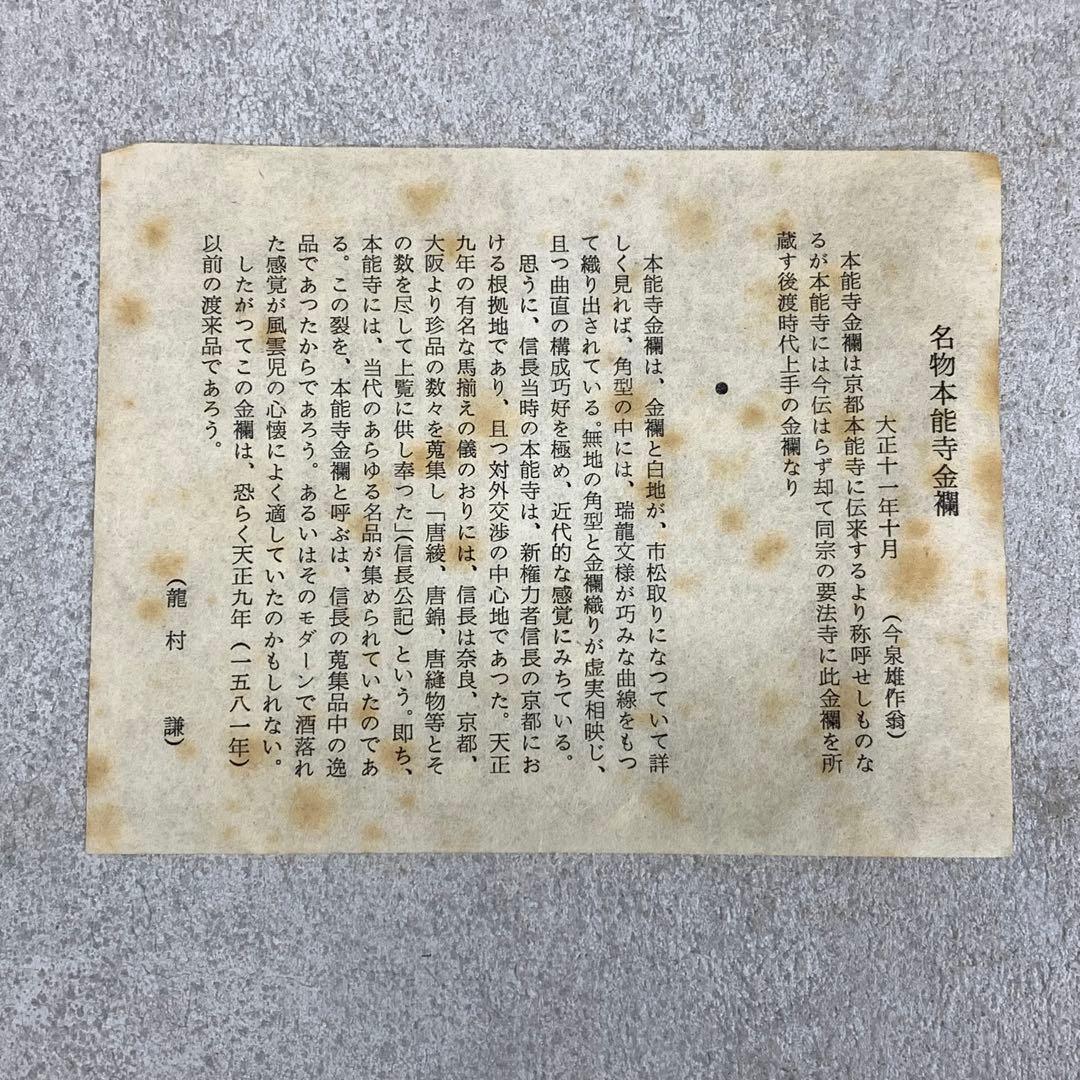 名物本能寺金襴
大正十一年十月　(今泉雄作翁)
本能寺金襴は京都本能寺に伝来するより称呼せしものな
るが本能寺には今伝はらず却て同宗の要法寺に此金襴を所
蔵す後渡時代上手の金襴なり
●
本能寺金襴は、金襴と白地が、市松取りになつていて詳
しく見れば、角型の中には、瑞龍文様が巧みな曲線をもつ
て織り出されている。無地の角型と金襴織りが虚実相映じ、
且つ曲直の構成巧好を極め、近代的な感覚にみちている。
思うに、信長当時の本能寺は、新権力者信長の京都にお
ける根拠地であり、且つ対外交渉の中心地であつた。天正
九年の有名な馬揃えの儀のおりには、信長は奈良、京都、
大阪より珍品の数々を蒐集し「唐綾、唐錦、唐縫物等とそ
の数を尽して上覧に供し奉つた」(信長公記)という。即ち、
本能寺には、当代のあらゆる名品が集められていたのであ
る。この裂を、本能寺金襴と呼ぶは、信長の蒐集品中の逸
品であつたからであろう。あるいはそのモダーンで酒落れ
た感覚が風雲児の心懐によく適していたのかもしれない。
したがつてこの金襴は、恐らく天正九年(一五八一年)
以前の渡来品であろう。
(龍村　謙)